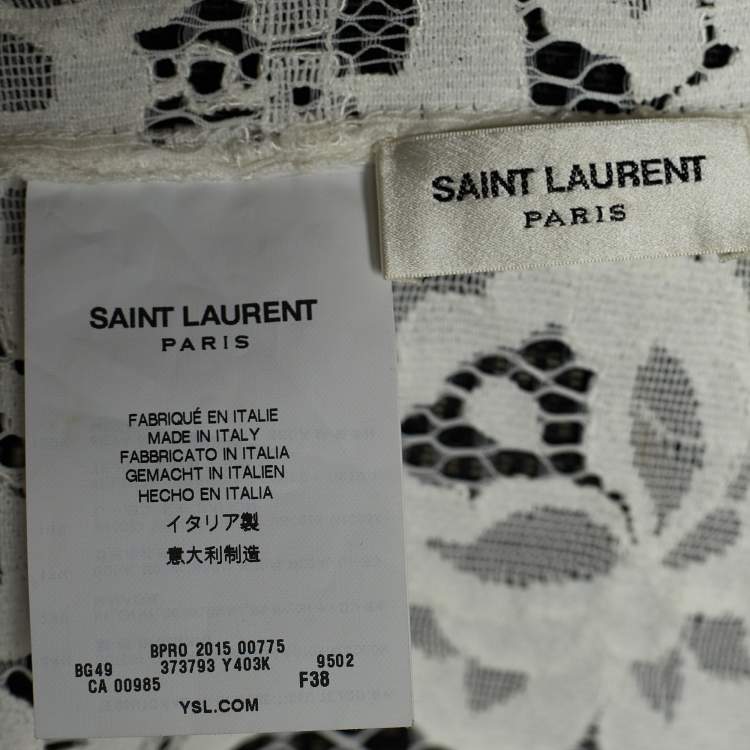 SAINT LAURENT
PARIS
SAINT LAURENT
PARIS
FABRIQUÉ EN ITALIE
MADE IN ITALY
FABBRICATO IN ITALIA
GEMACHT IN ITALIEN
HECHO EN ITALIA
イタリア製
意大利制造
BPRO 2015 00775
BG49 373793 Y403K 9502
CA 00985 F38
YSL.COM